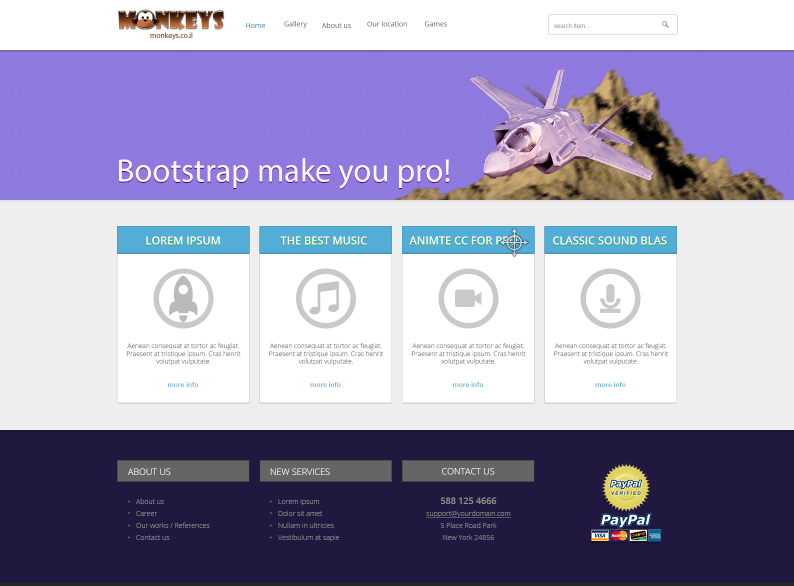 MONKEYS
monkeys.co.il
Home
Gallery
About us
Our location
Games
search item...
Bootstrap make you pro!
LOREM IPSUM
THE BEST MUSIC
ANIMTE CC FOR
CLASSIC SOUND BLAS
Aenean consequat at tortor ac feugiat.
Praesent at tristique ipsum. Cras henrit
volutpat vulputate.
more info
Aenean consequat at tortor ac feugiat.
Praesent at tristique ipsum. Cras henrit
volutpat vulputate.
more info
Aenean consequat at tortor ac feugiat.
Praesent at tristique ipsum. Cras henrit
volutpat vulputate.
more info
Aenean consequat at tortor ac feugiat.
Praesent at tristique ipsum. Cras henrit
volutpat vulputate.
more info
ABOUT US
About us
Career
Our works / References
Contact us
NEW SERVICES
Lorem ipsum
Dolor sit amet
Nullam in ultricies
Vestibulum at sapie
CONTACT US
588 125 4666
support@yourdomain.com
5 Place Road Park
New York 24856
PayPal
VERIFIED
PayPal
VISA